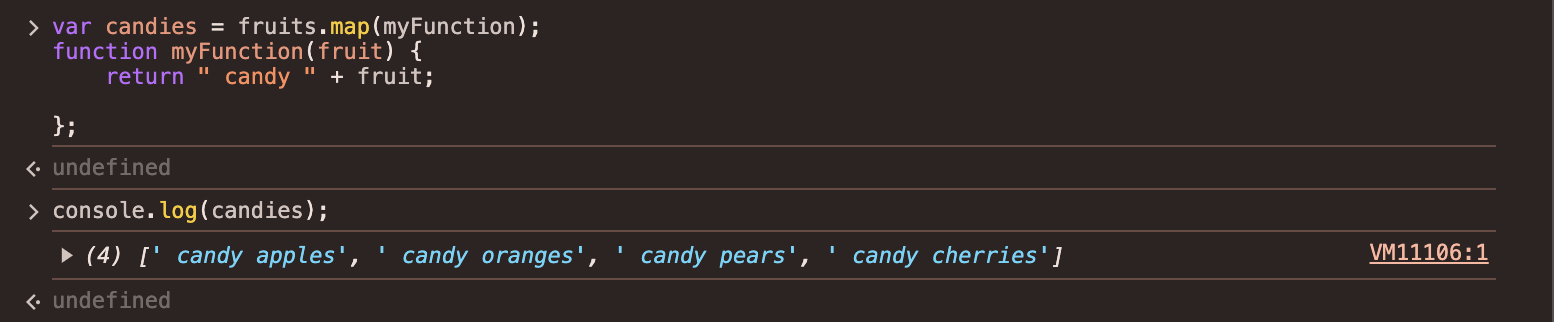 var candies = fruits.map(myFunction);
function myFunction(fruit) {
    return " candy " + fruit;
};
undefined
console.log(candies);
(4) [' candy apples', ' candy oranges', ' candy pears', ' candy cherries'] VM11106:1
undefined